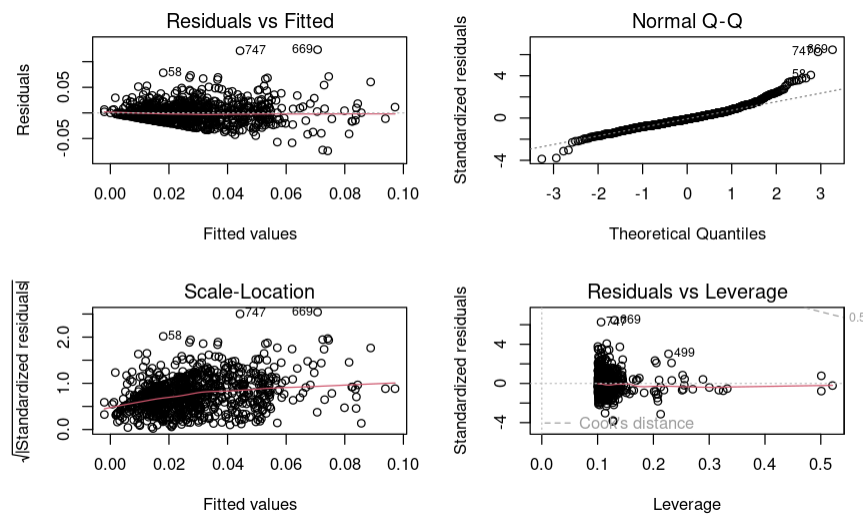 Residuals vs Fitted
Residuals
0.05
-0.05
747
669
58
0.00 0.02 0.04 0.06 0.08 0.10
Fitted values
Normal Q-Q
Standardized residuals
4
0
-4
747
669
58
-3 -2 -1 0 1 2 3
Theoretical Quantiles
Scale-Location
√|Standardized residuals|
2.0
1.0
0.0
747
669
58
0.00 0.02 0.04 0.06 0.08 0.10
Fitted values
Residuals vs Leverage
Standardized residuals
4
0
-4
747
669
499
0.5
Cook's distance
0.0 0.1 0.2 0.3 0.4 0.5
Leverage